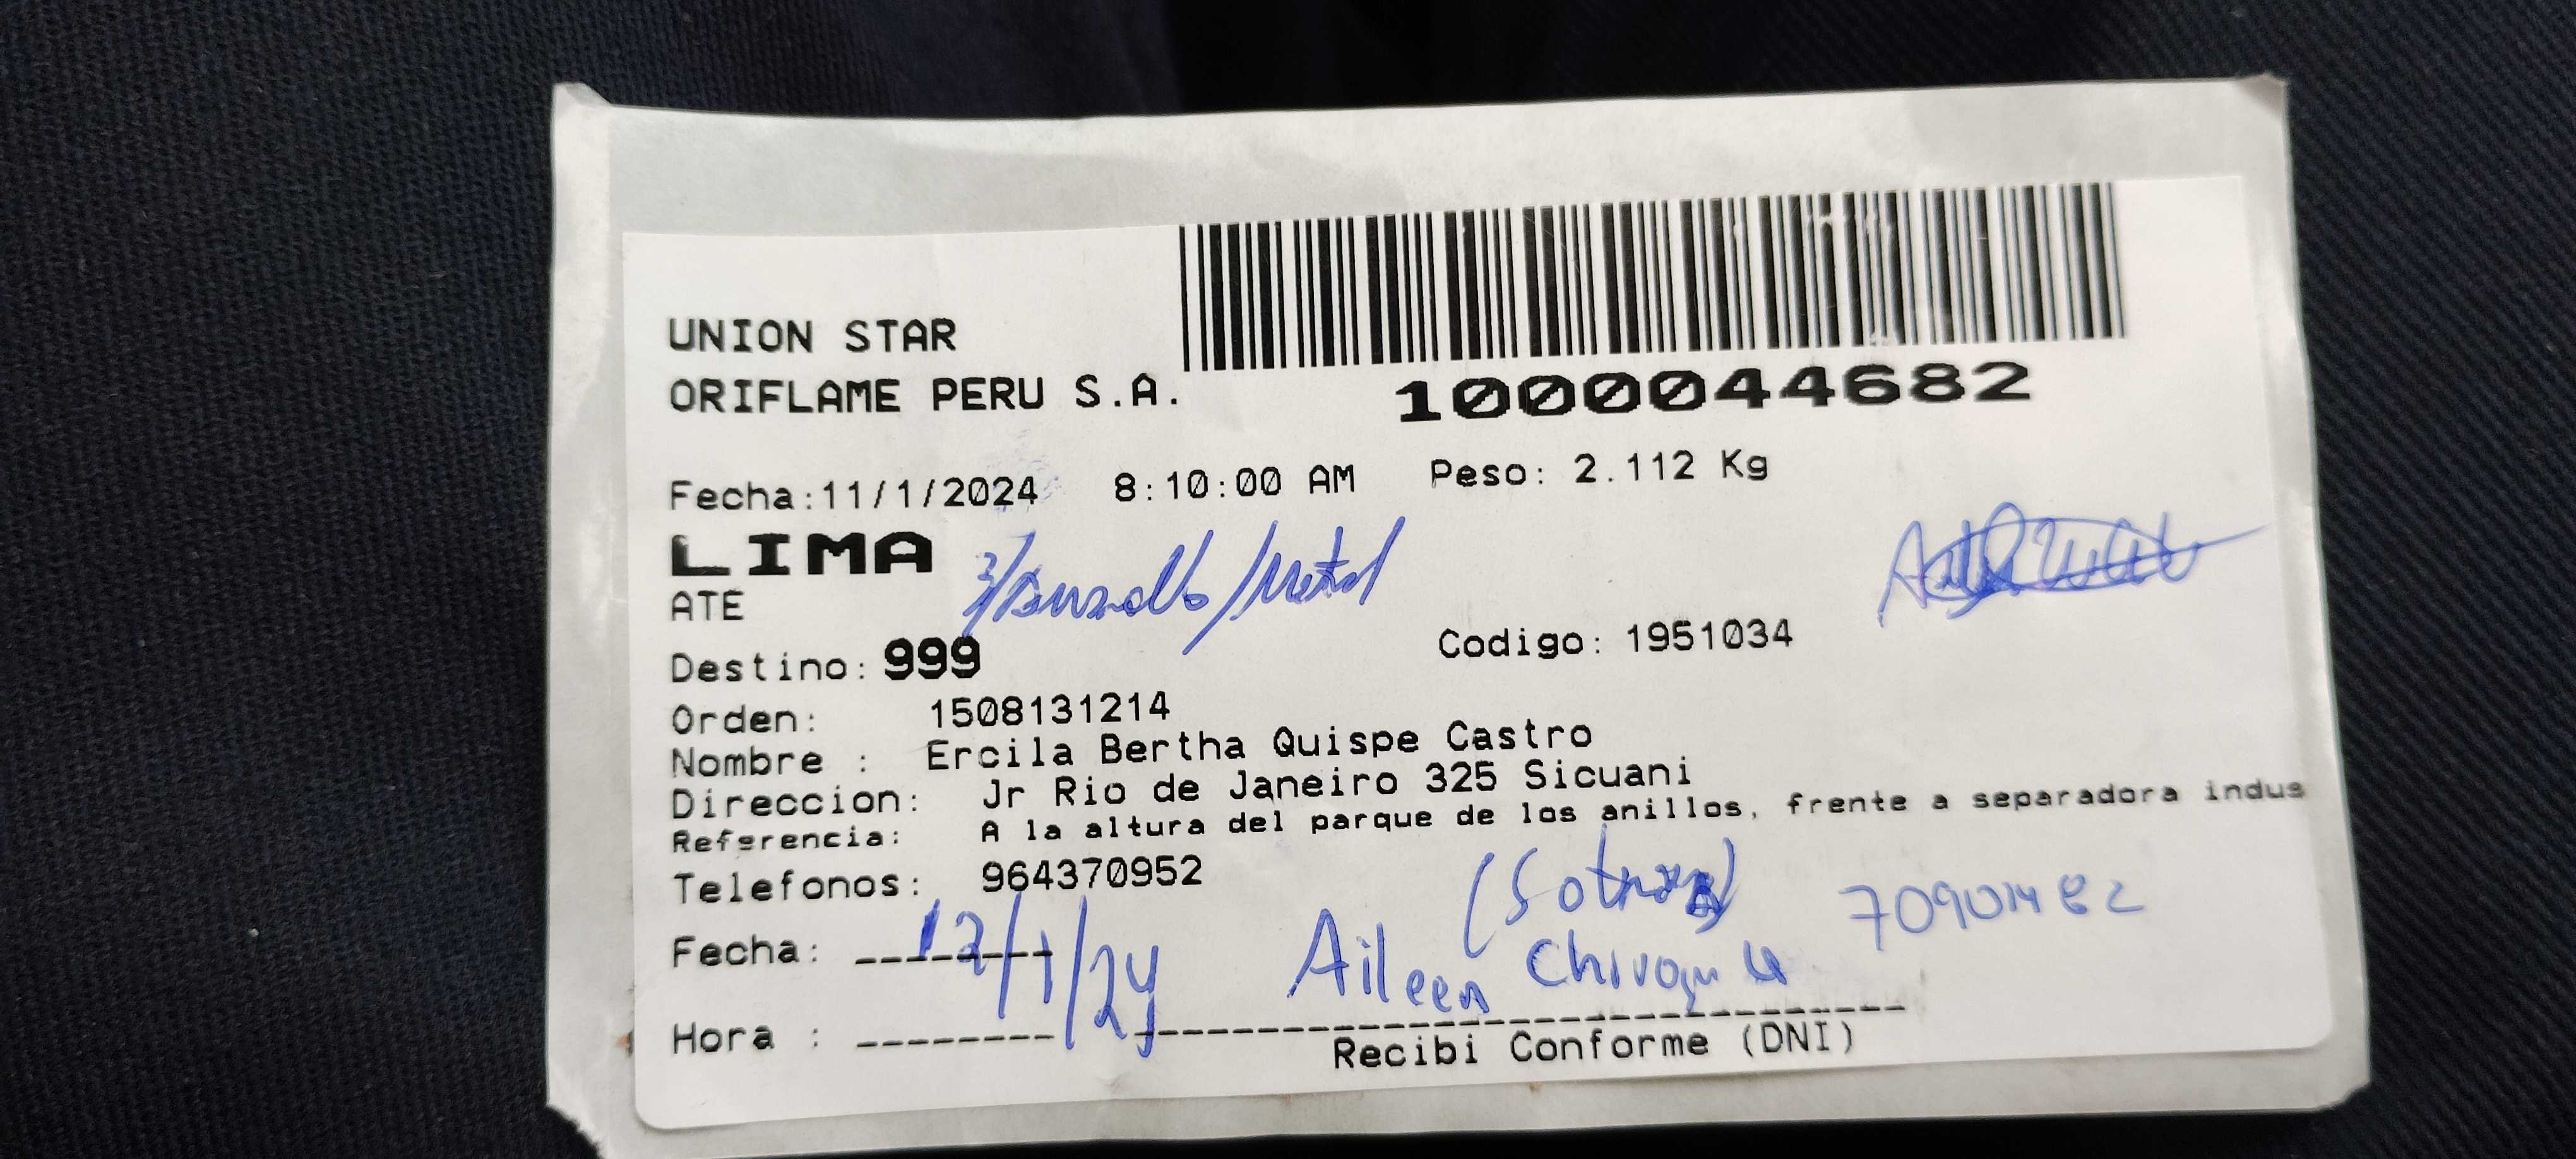 UNION STAR
ORIFLAME PERU S.A.
1000044682
Fecha:11/1/2024 8:10:00 AM Peso: 2.112 Kg
LIMA
ATE
Destino: 999 Codigo: 1951034
Orden: 1508131214
Nombre : Ercila Bertha Quispe Castro
Direccion: Jr Rio de Janeiro 325 Sicuani
Referencia: A la altura del parque de los anillos, frente a separadora indus
Telefonos: 964370952
Fecha: 12/1/24 Aileen
Hora :
Recibi Conforme (DNI)